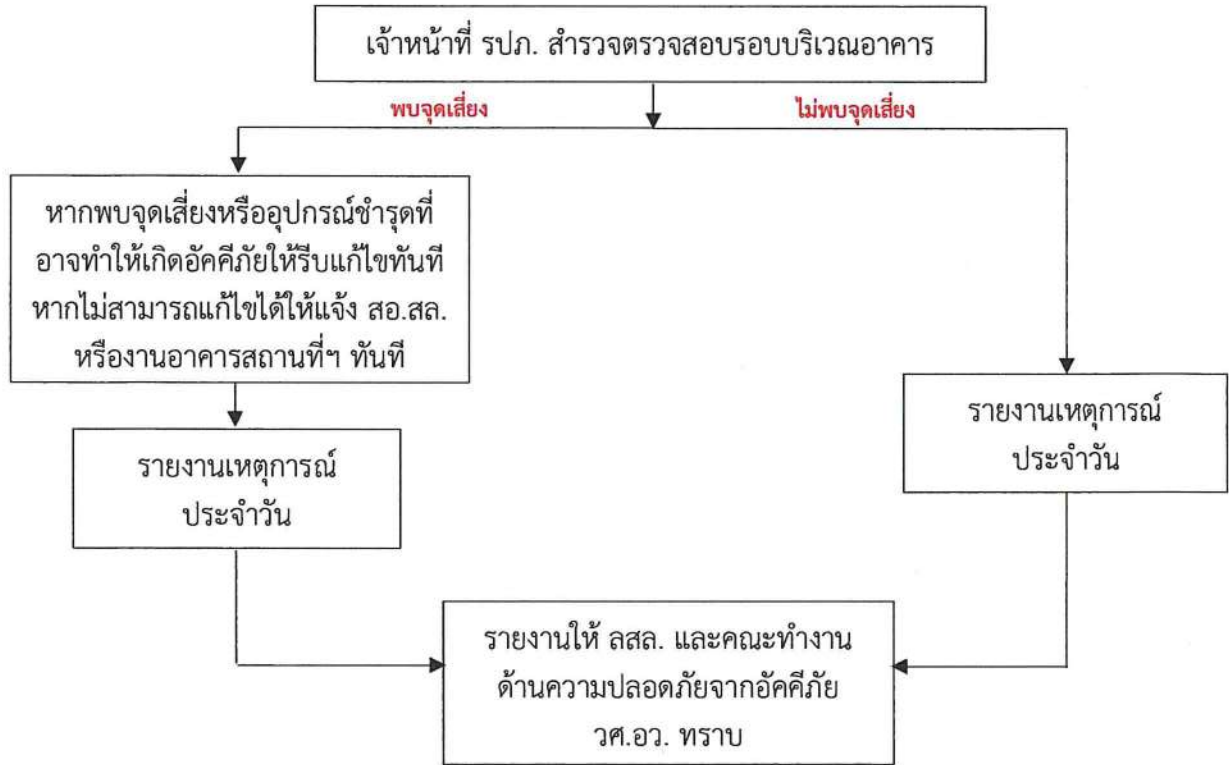 เจ้าหน้าที่ รปภ. สำรวจตรวจสอบรอบบริเวณอาคาร
พบจุดเสี่ยง
ไม่พบจุดเสี่ยง
หากพบจุดเสี่ยงหรืออุปกรณ์ชำรุดที่
อาจทำให้เกิดอัคคีภัยให้รีบแก้ไขทันที
หากไม่สามารถแก้ไขได้ให้แจ้ง สอ.สล.
หรืองานอาคารสถานที่ฯ ทันที
รายงานเหตุการณ์
ประจำวัน
รายงานเหตุการณ์
ประจำวัน
รายงานให้ ลสล. และคณะทำงาน
ด้านความปลอดภัยจากอัคคีภัย
วศ.อว. ทราบ